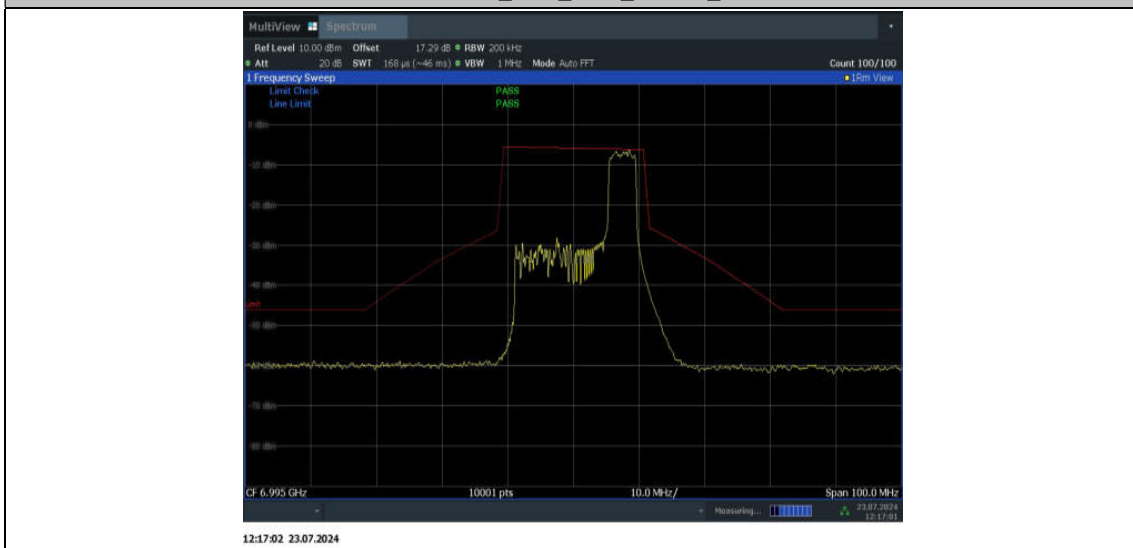 MultiView Spectrum
Ref Level 10.00 dBm Offset 17.29 dB RBW 200 kHz
Att 20 dB SWT 168 µs (~46 ms) VBW 1 MHz Mode Auto FFT Count 100/100
1 Frequency Sweep 1Rm View
Limit Check PASS
Line Limit PASS
0 dBm
-10 dBm
-20 dBm
-30 dBm
-40 dBm
-50 dBm
-70 dBm
-80 dBm
CF 6.995 GHz 10001 pts 10.0 MHz/ Span 100.0 MHz
Measuring... 23.07.2024
12:17:01
12:17:02 23.07.2024